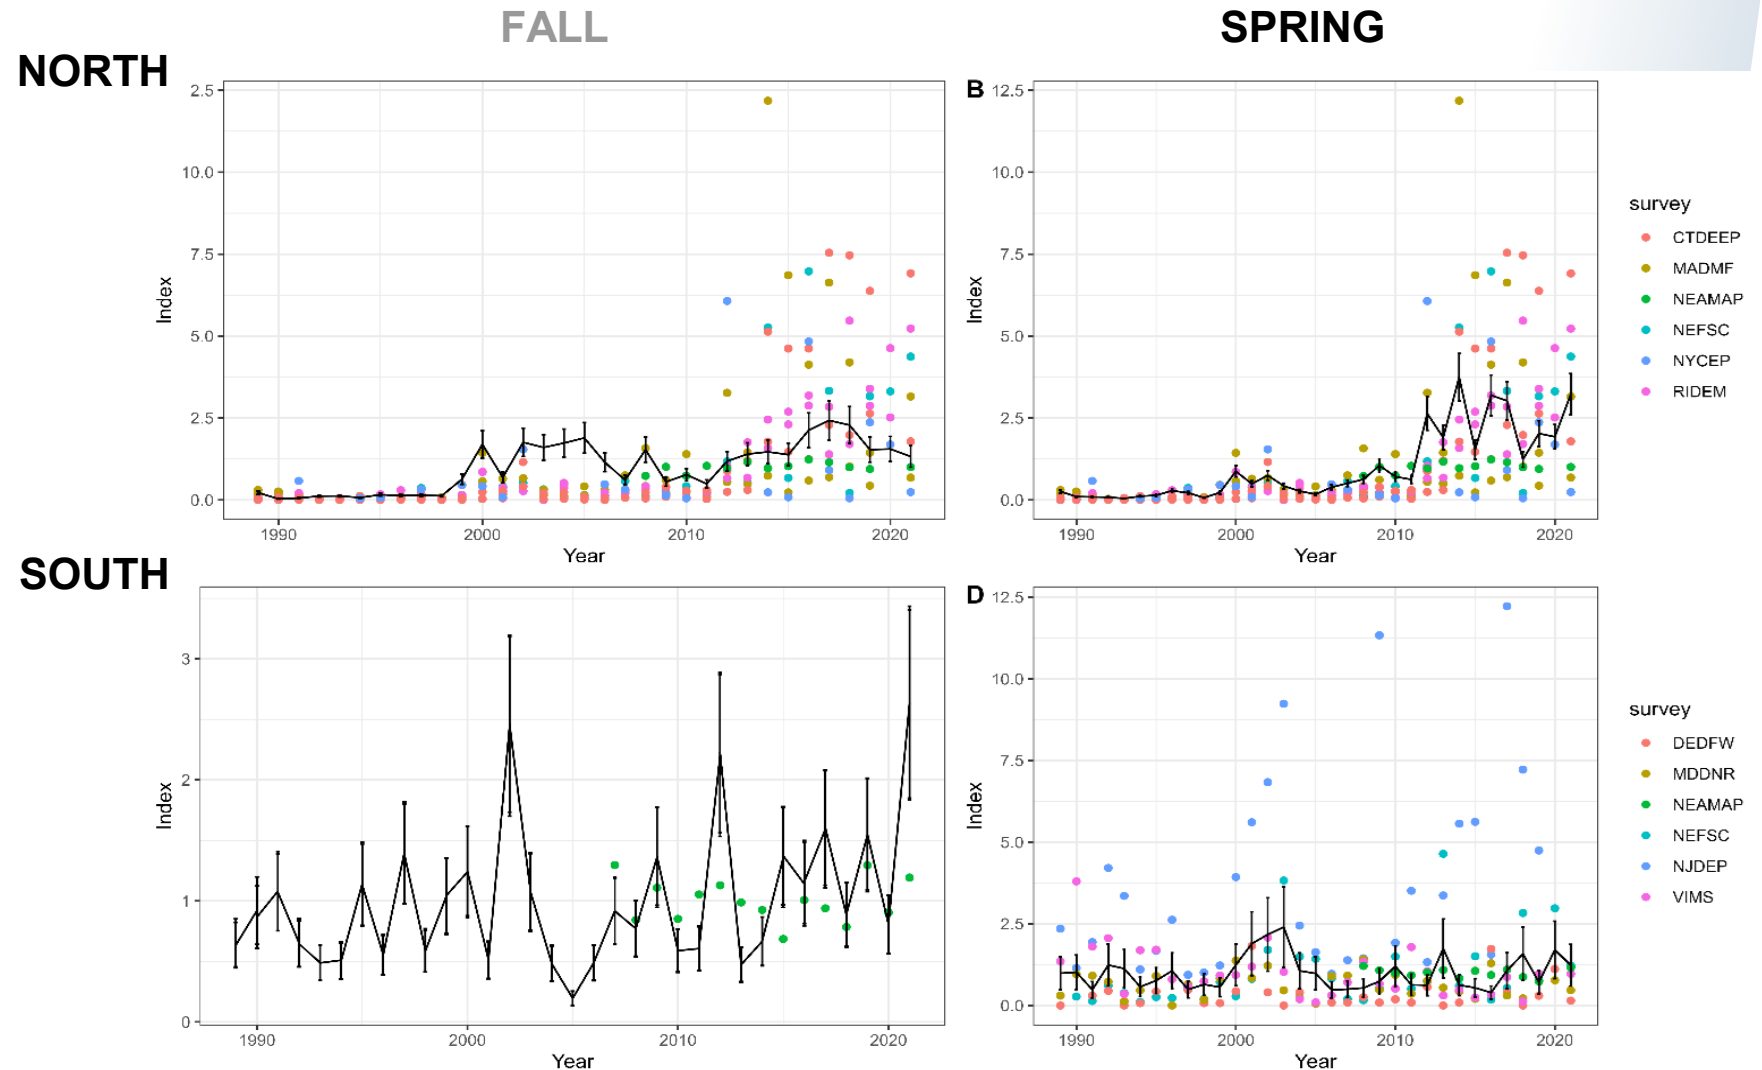 FALL
SPRING
NORTH
B
2.5
10.0
7.5
5.0
2.5
0.0
Index
1990
2000
2010
2020
Year
12.5
10.0
7.5
5.0
2.5
0.0
Index
1990
2000
2010
2020
Year
survey
CTDEEP
MADMF
NEAMAP
NEFSC
NYCEP
RIDEM
SOUTH
3
2
1
0
Index
1990
2000
2010
2020
Year
D
12.5
10.0
7.5
5.0
2.5
0.0
Index
1990
2000
2010
2020
Year
survey
DEDFW
MDDNR
NEAMAP
NEFSC
NJDEP
VIMS